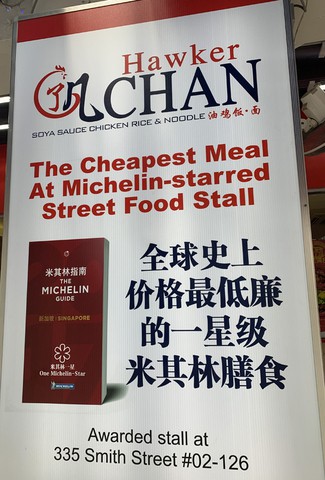 Hawker
了凡 CHAN
SOYA SAUCE CHICKEN RICE & NOODLE 油鸡饭·面
The Cheapest Meal
At Michelin-starred
Street Food Stall
米其林指南
THE
MICHELIN
GUIDE
新加坡 | SINGAPORE
米其林一星
One Michelin-Star
全球史上
价格最低廉
的一星级
米其林膳食
Awarded stall at
335 Smith Street #02-126